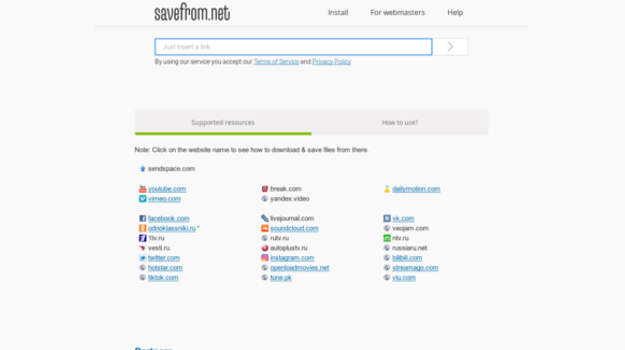 savefrom.net Install For webmasters Help
Just insert a link
By using our service you accept our Terms of Service and Privacy Policy
Supported resources How to use?
Note: Click on the website name to see how to download & save files from there.
sendspace.com
youtube.com break.com dailymotion.com
vimeo.com yandex.video
facebook.com livejournal.com vk.com
odnoklassniki.ru * soundcloud.com veojam.com
1tv.ru rutv.ru ntv.ru
vesti.ru autoplustv.ru russiaru.net
twitter.com instagram.com bilibili.com
hotstar.com openloadmovies.net streamago.com
tiktok.com tune.pk viu.com